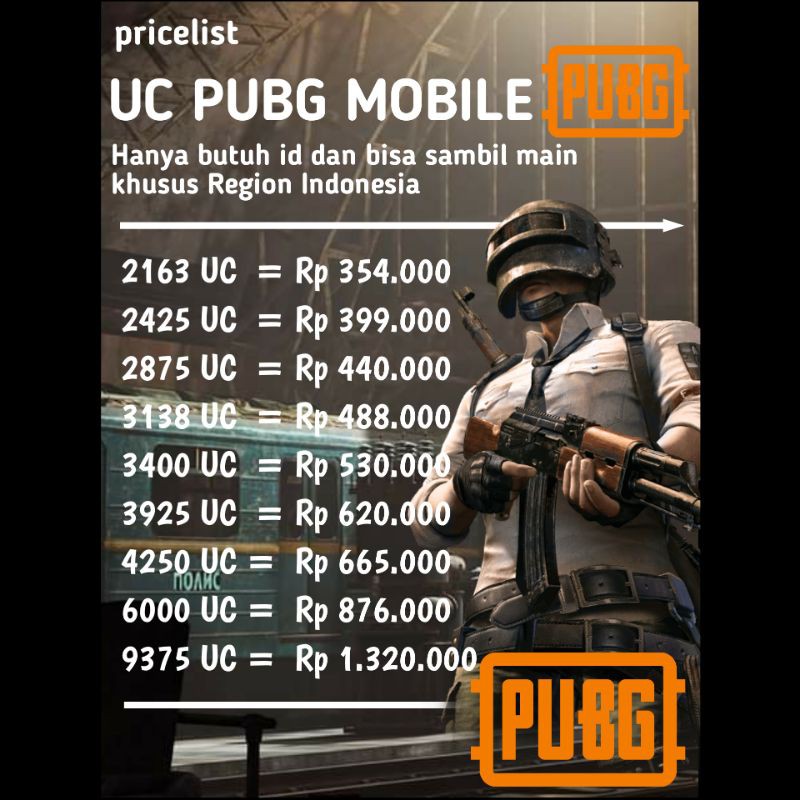 pricelist
UC PUBG MOBILE
PUBG
Hanya butuh id dan bisa sambil main
khusus Region Indonesia
2163 UC = Rp 354.000
2425 UC = Rp 399.000
2875 UC = Rp 440.000
3138 UC = Rp 488.000
3400 UC = Rp 530.000
3925 UC = Rp 620.000
4250 UC = Rp 665.000
ПОЛИС
6000 UC = Rp 876.000
9375 UC = Rp 1.320.000
PUBG